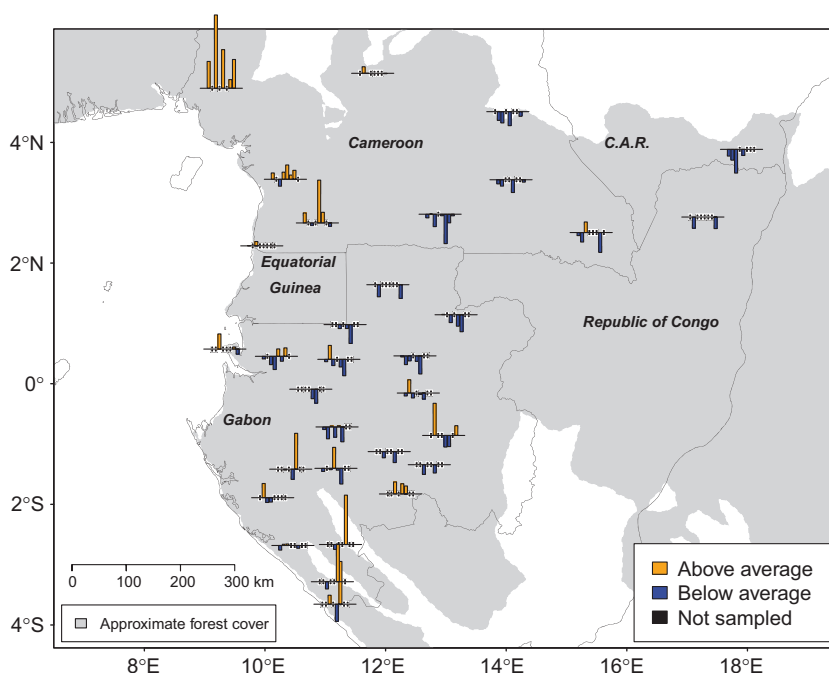 4°N
2°N
0°
2°S
4°S
Cameroon
C.A.R.
Equatorial
Guinea
Republic of Congo
Gabon
0 100 200 300 km
Approximate forest cover
Above average
Below average
Not sampled
8°E 10°E 12°E 14°E 16°E 18°E